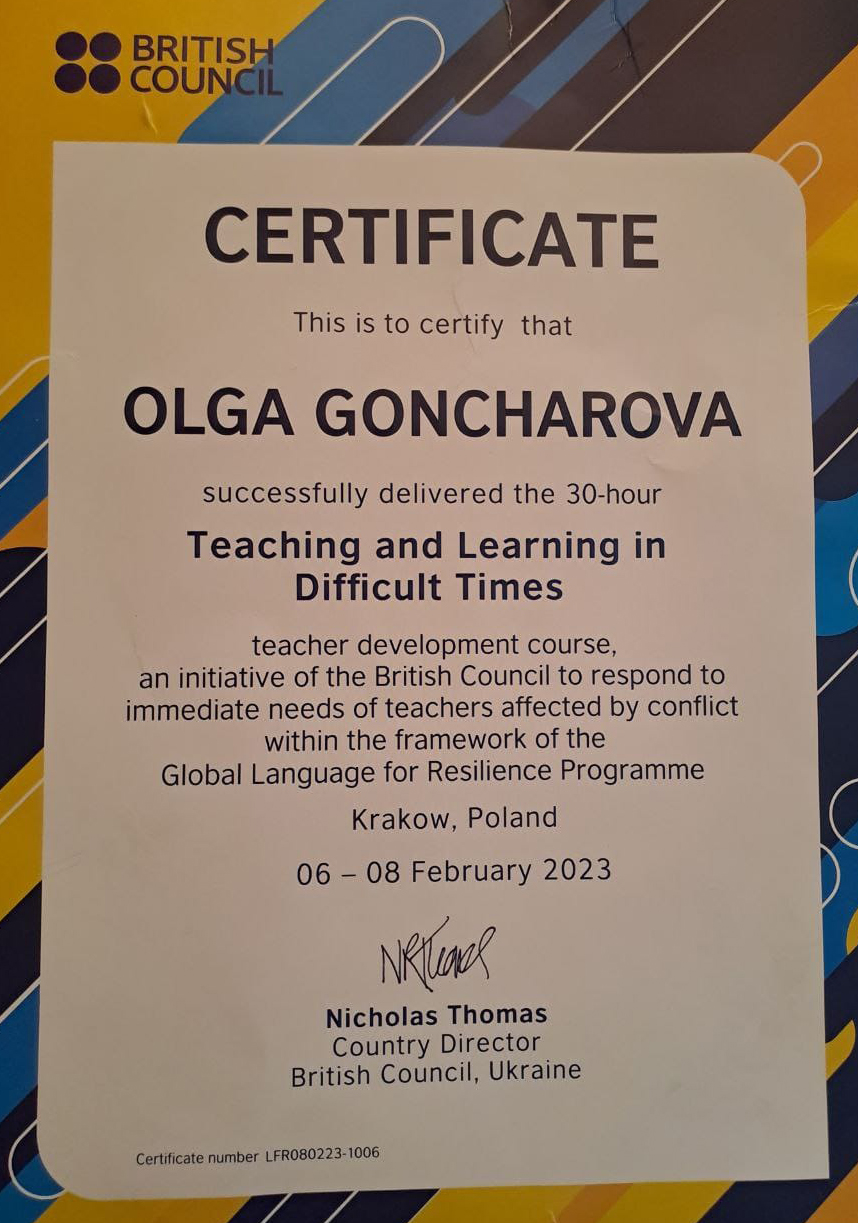 BRITISH
COUNCIL
CERTIFICATE
This is to certify that
OLGA GONCHAROVA
successfully delivered the 30-hour
Teaching and Learning in
Difficult Times
teacher development course,
an initiative of the British Council to respond to
immediate needs of teachers affected by conflict
within the framework of the
Global Language for Resilience Programme
Krakow, Poland
06 – 08 February 2023
Nicholas Thomas
Country Director
British Council, Ukraine
Certificate number LFR080223-1006